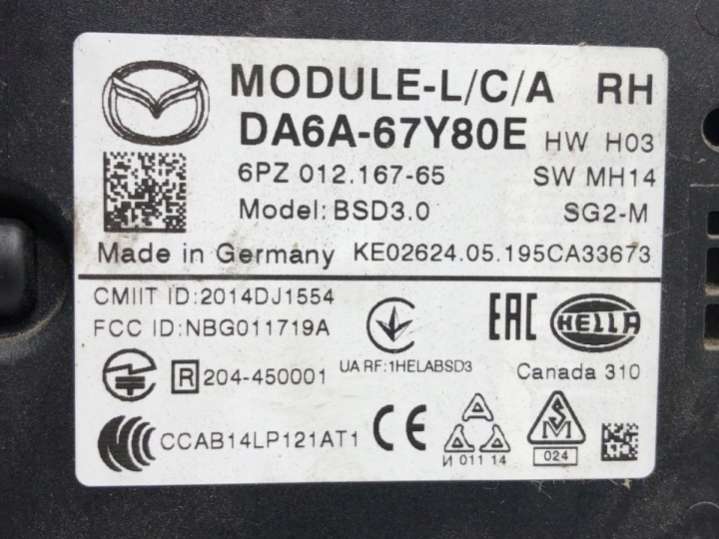 MODULE-L/C/A RH
DA6A-67Y80E HW H03
6PZ 012.167-65 SW MH14
Model: BSD3.0 SG2-M
Made in Germany KE02624.05.195CA33673
CMIIT ID:2014DJ1554
FCC ID:NBG011719A
UA RF:1HELABSD3
EAC HELLA
R 204-450001
Canada 310
CCAB14LP121AT1 CE
И 011 14
S M
024